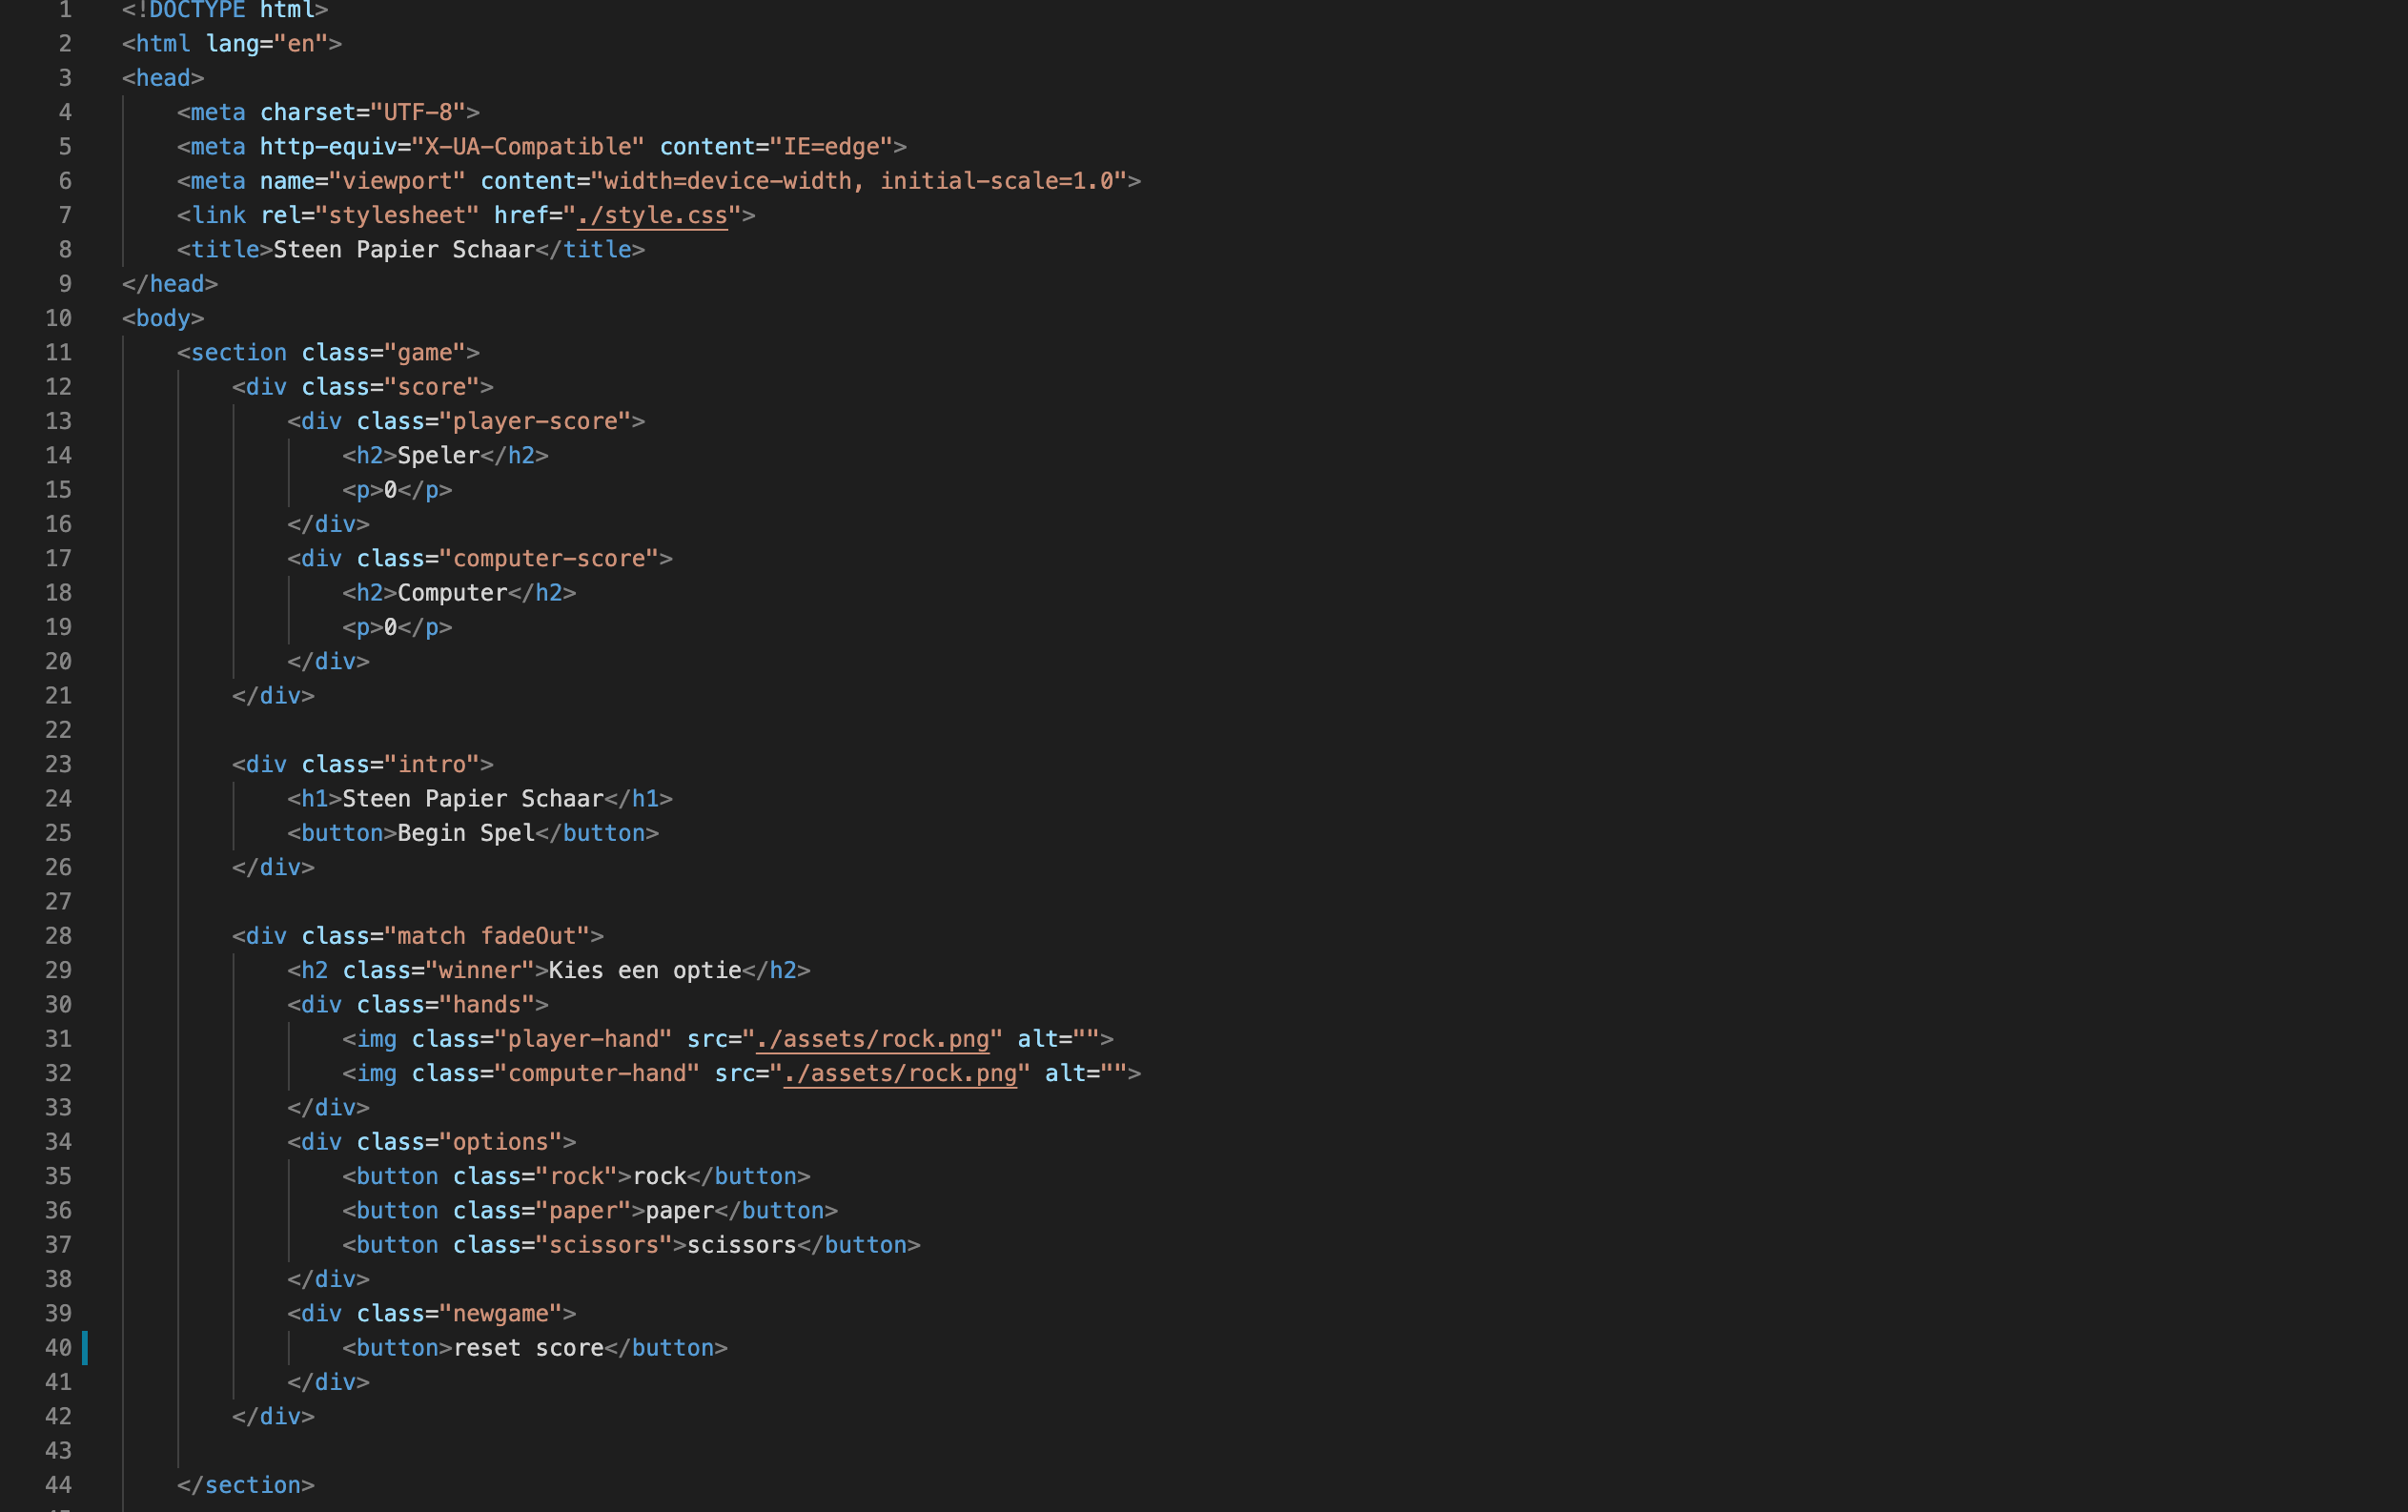 1 <!DOCTYPE html>
2 <html lang="en">
3 <head>
4     <meta charset="UTF-8">
5     <meta http-equiv="X-UA-Compatible" content="IE=edge">
6     <meta name="viewport" content="width=device-width, initial-scale=1.0">
7     <link rel="stylesheet" href="./style.css">
8     <title>Steen Papier Schaar</title>
9 </head>
10 <body>
11     <section class="game">
12         <div class="score">
13             <div class="player-score">
14                 <h2>Speler</h2>
15                 <p>0</p>
16             </div>
17             <div class="computer-score">
18                 <h2>Computer</h2>
19                 <p>0</p>
20             </div>
21         </div>
22
23         <div class="intro">
24             <h1>Steen Papier Schaar</h1>
25             <button>Begin Spel</button>
26         </div>
27
28         <div class="match fadeOut">
29             <h2 class="winner">Kies een optie</h2>
30             <div class="hands">
31                 <img class="player-hand" src="./assets/rock.png" alt="">
32                 <img class="computer-hand" src="./assets/rock.png" alt="">
33             </div>
34             <div class="options">
35                 <button class="rock">rock</button>
36                 <button class="paper">paper</button>
37                 <button class="scissors">scissors</button>
38             </div>
39             <div class="newgame">
40                 <button>reset score</button>
41             </div>
42         </div>
43
44     </section>